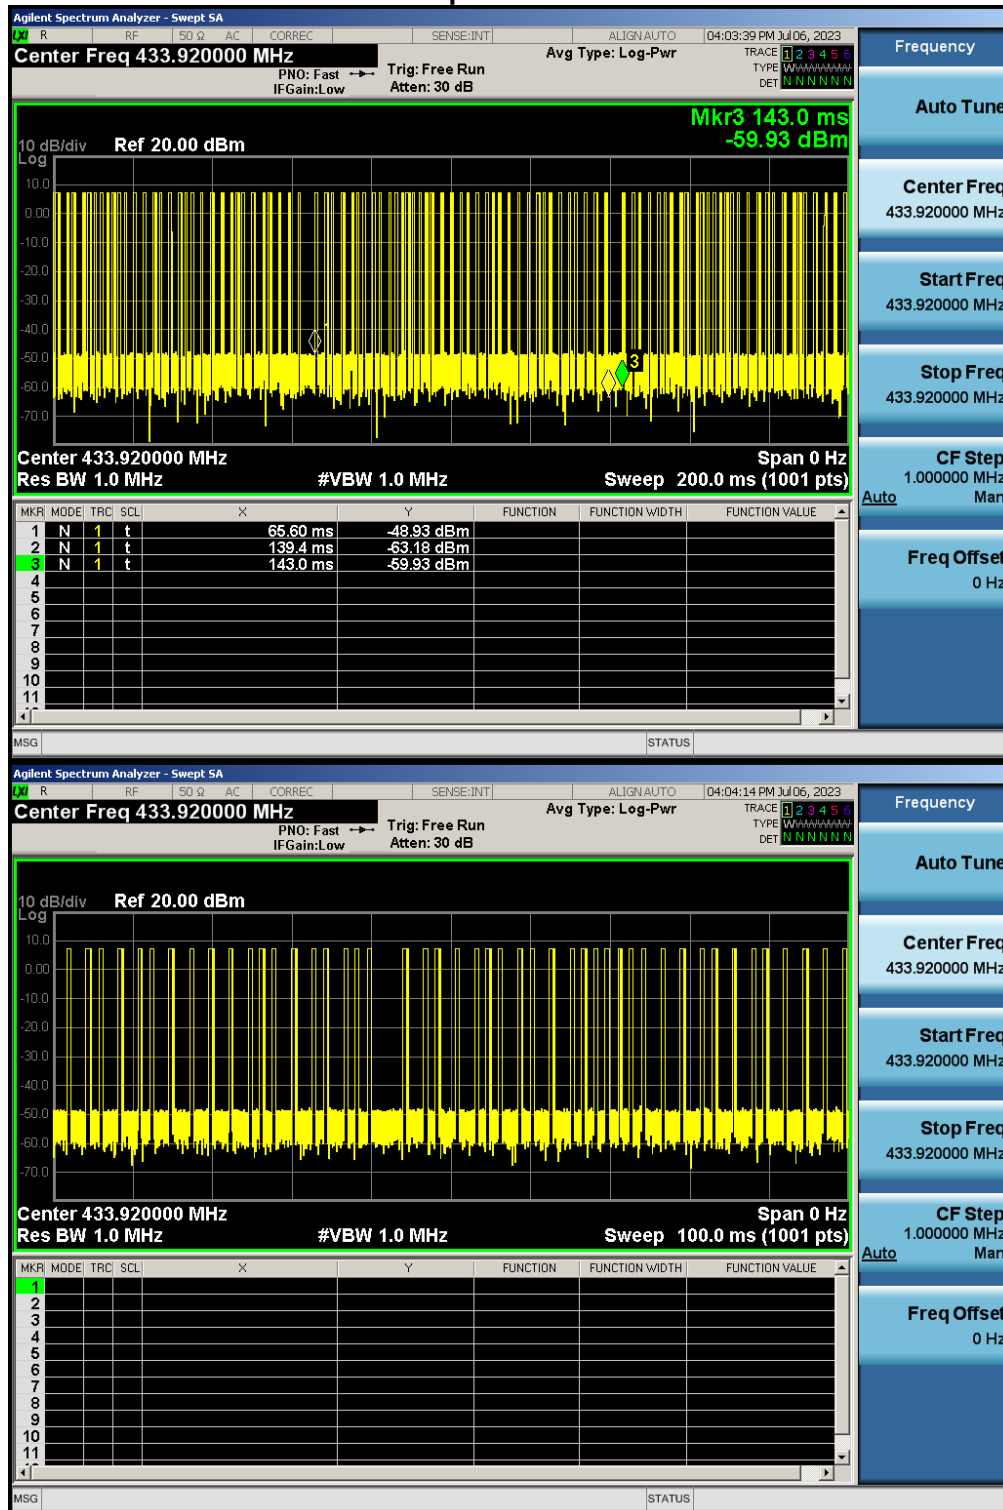 Agilent Spectrum Analyzer - Swept SA
LXI R RF 50 Ω AC CORREC SENSE:INT ALIGN AUTO 04:03:39 PM Jul 06, 2023
Center Freq 433.920000 MHz Avg Type: Log-Pwr TRACE 1 2 3 4 5 6
PNO: Fast Trig: Free Run TYPE WWWWWW
IFGain:Low Atten: 30 dB DET N N N N N N
Mkr3 143.0 ms
-59.93 dBm
10 dB/div Ref 20.00 dBm
Log
10.0
0.00
-10.0
-20.0
-30.0
-40.0
-50.0
3
-60.0
-70.0
Center 433.920000 MHz Span 0 Hz
Res BW 1.0 MHz #VBW 1.0 MHz Sweep 200.0 ms (1001 pts)
MKR MODE TRC SCL X Y FUNCTION FUNCTION WIDTH FUNCTION VALUE
1 N 1 t 65.60 ms -48.93 dBm
2 N 1 t 139.4 ms -63.18 dBm
3 N 1 t 143.0 ms -59.93 dBm
4
5
6
7
8
9
10
11
MSG STATUS
Frequency
Auto Tune
Center Freq
433.920000 MHz
Start Freq
433.920000 MHz
Stop Freq
433.920000 MHz
CF Step
1.000000 MHz
Auto Man
Freq Offset
0 Hz
Agilent Spectrum Analyzer - Swept SA
LXI R RF 50 Ω AC CORREC SENSE:INT ALIGN AUTO 04:04:14 PM Jul 06, 2023
Center Freq 433.920000 MHz Avg Type: Log-Pwr TRACE 1 2 3 4 5 6
PNO: Fast Trig: Free Run TYPE WWWWWW
IFGain:Low Atten: 30 dB DET N N N N N N
10 dB/div Ref 20.00 dBm
Log
10.0
0.00
-10.0
-20.0
-30.0
-40.0
-50.0
-60.0
-70.0
Center 433.920000 MHz Span 0 Hz
Res BW 1.0 MHz #VBW 1.0 MHz Sweep 100.0 ms (1001 pts)
MKR MODE TRC SCL X Y FUNCTION FUNCTION WIDTH FUNCTION VALUE
1
2
3
4
5
6
7
8
9
10
11
MSG STATUS
Frequency
Auto Tune
Center Freq
433.920000 MHz
Start Freq
433.920000 MHz
Stop Freq
433.920000 MHz
CF Step
1.000000 MHz
Auto Man
Freq Offset
0 Hz